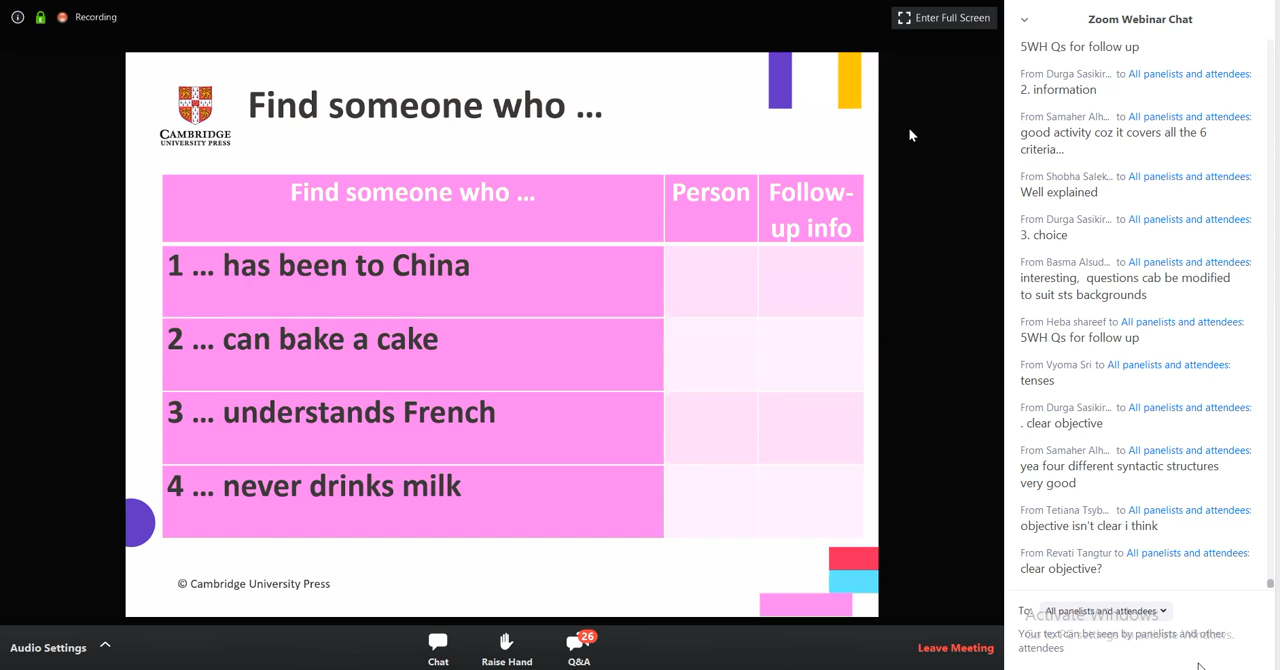 Recording
Enter Full Screen
CAMBRIDGE
UNIVERSITY PRESS
Find someone who ...
Find someone who ...
Person
Follow-
up info
1 ... has been to China
2 ... can bake a cake
3 ... understands French
4 ... never drinks milk
© Cambridge University Press
Audio Settings
Chat
Raise Hand
26
Q&A
Leave Meeting
Zoom Webinar Chat
5WH Qs for follow up
From Durga Sasikir... to All panelists and attendees:
2. information
From Samaher Alh... to All panelists and attendees:
good activity coz it covers all the 6
criteria...
From Shobha Salek... to All panelists and attendees:
Well explained
From Durga Sasikir... to All panelists and attendees:
3. choice
From Basma Alsud... to All panelists and attendees:
interesting, questions cab be modified
to suit sts backgrounds
From Heba shareef to All panelists and attendees:
5WH Qs for follow up
From Vyoma Sri to All panelists and attendees:
tenses
From Durga Sasikir... to All panelists and attendees:
. clear objective
From Samaher Alh... to All panelists and attendees:
yea four different syntactic structures
very good
From Tetiana Tsyb... to All panelists and attendees:
objective isn't clear i think
From Revati Tangtur to All panelists and attendees:
clear objective?
To: All panelists and attendees
Activate Windows
Your text can be seen by panelists and other
attendees